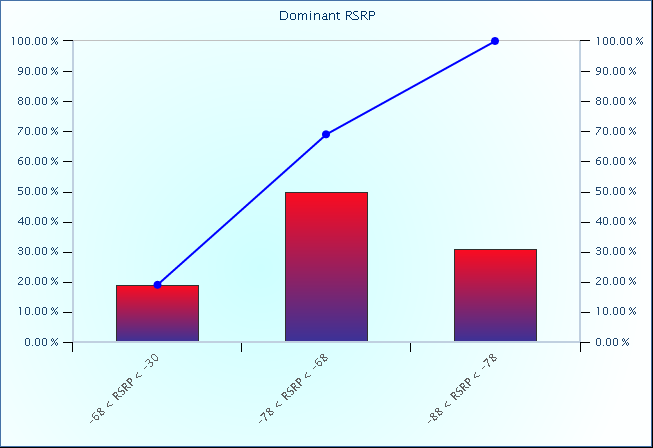 Dominant RSRP
100.00 % 100.00 %
90.00 % 90.00 %
80.00 % 80.00 %
70.00 % 70.00 %
60.00 % 60.00 %
50.00 % 50.00 %
40.00 % 40.00 %
30.00 % 30.00 %
20.00 % 20.00 %
10.00 % 10.00 %
0.00 % 0.00 %
-68 < RSRP < -30
-78 < RSRP < -68
-88 < RSRP < -78